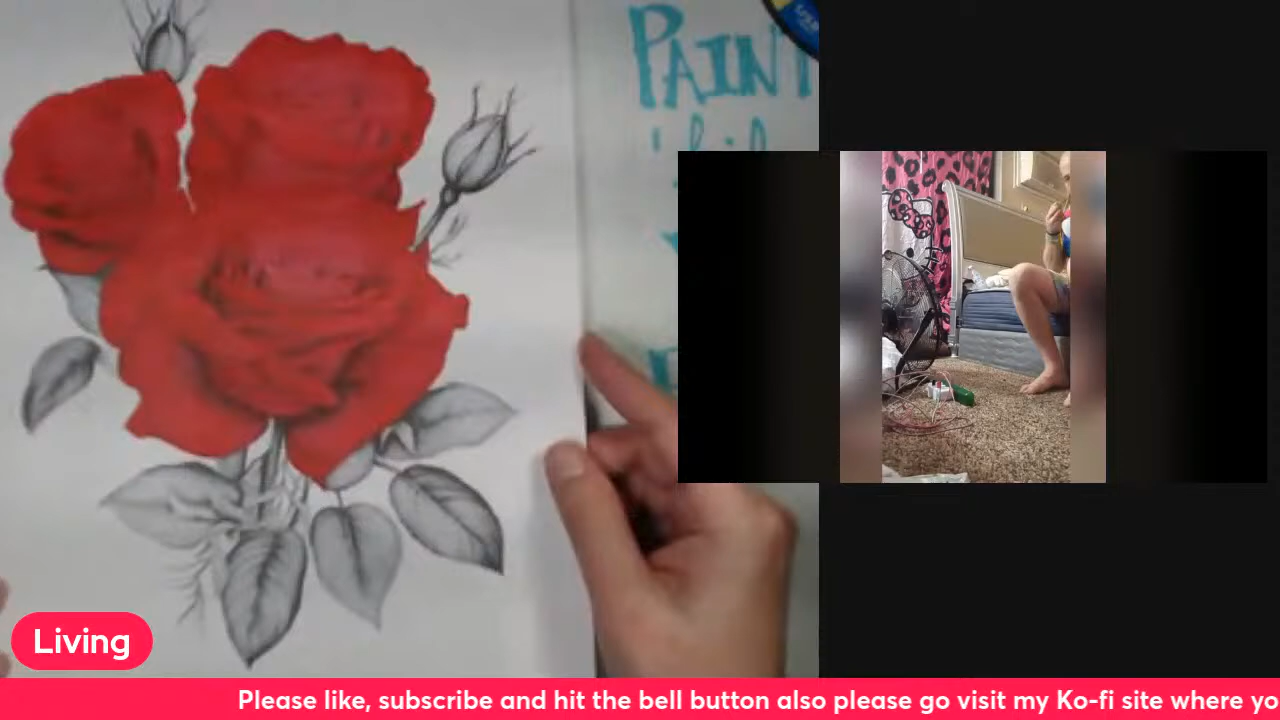 PAINT
Living
Please like, subscribe and hit the bell button also please go visit my Ko-fi site where yo